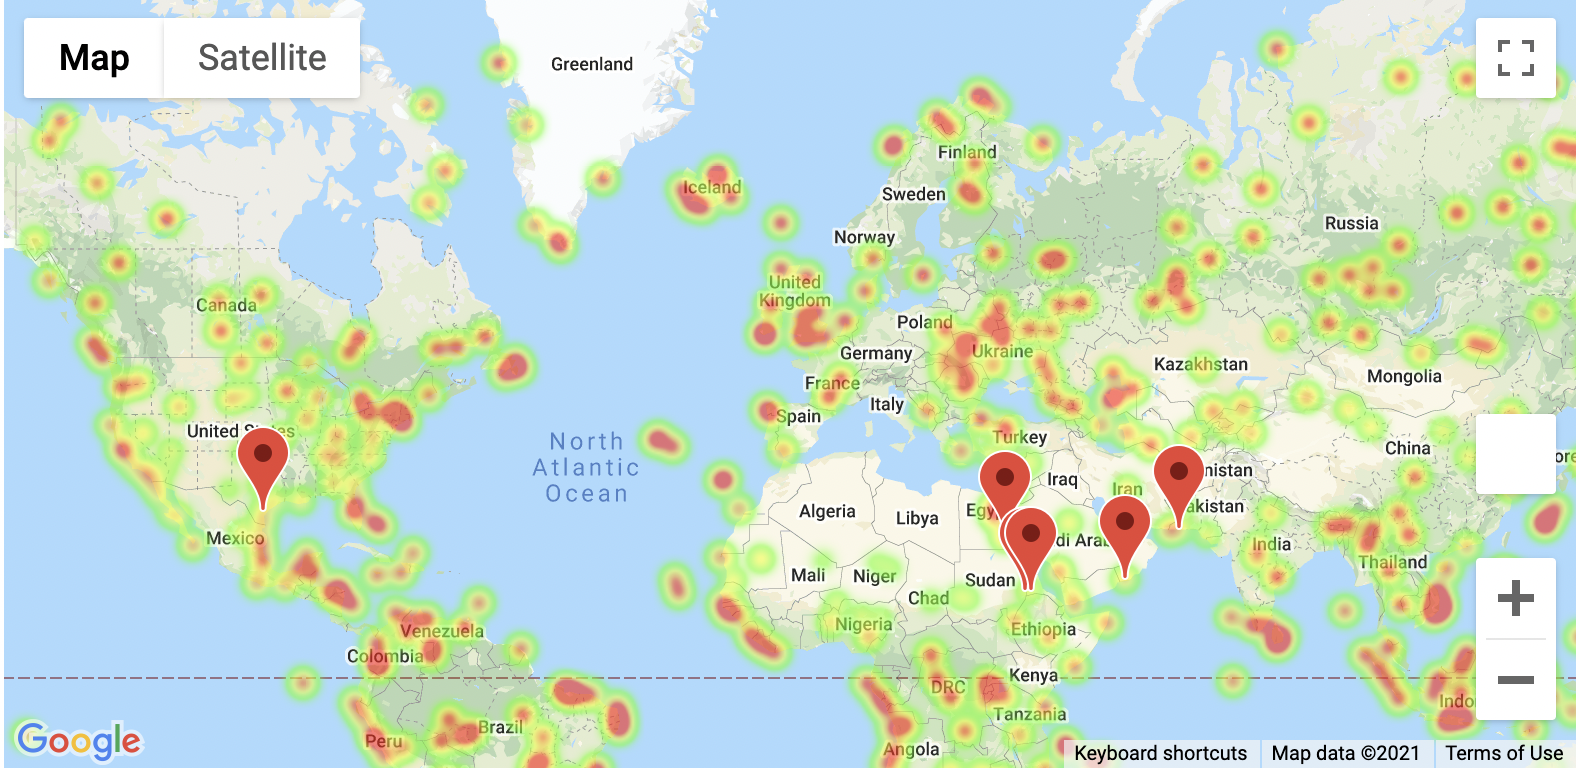 Map
Satellite
Greenland
Iceland
Finland
Sweden
Norway
Russia
United
Kingdom
Canada
Poland
Germany
Ukraine
Kazakhstan
Mongolia
France
Italy
Spain
United States
North
Atlantic
Ocean
Turkey
China
Iraq
Iran
nistan
akistan
Algeria
Libya
Egy
di Ara
Mexico
India
Thailand
Mali
Niger
Sudan
Chad
Nigeria
Ethiopia
Venezuela
Colombia
Kenya
DRC
Tanzania
Indo
Brazil
Peru
Angola
Google
Keyboard shortcuts
Map data ©2021
Terms of Use